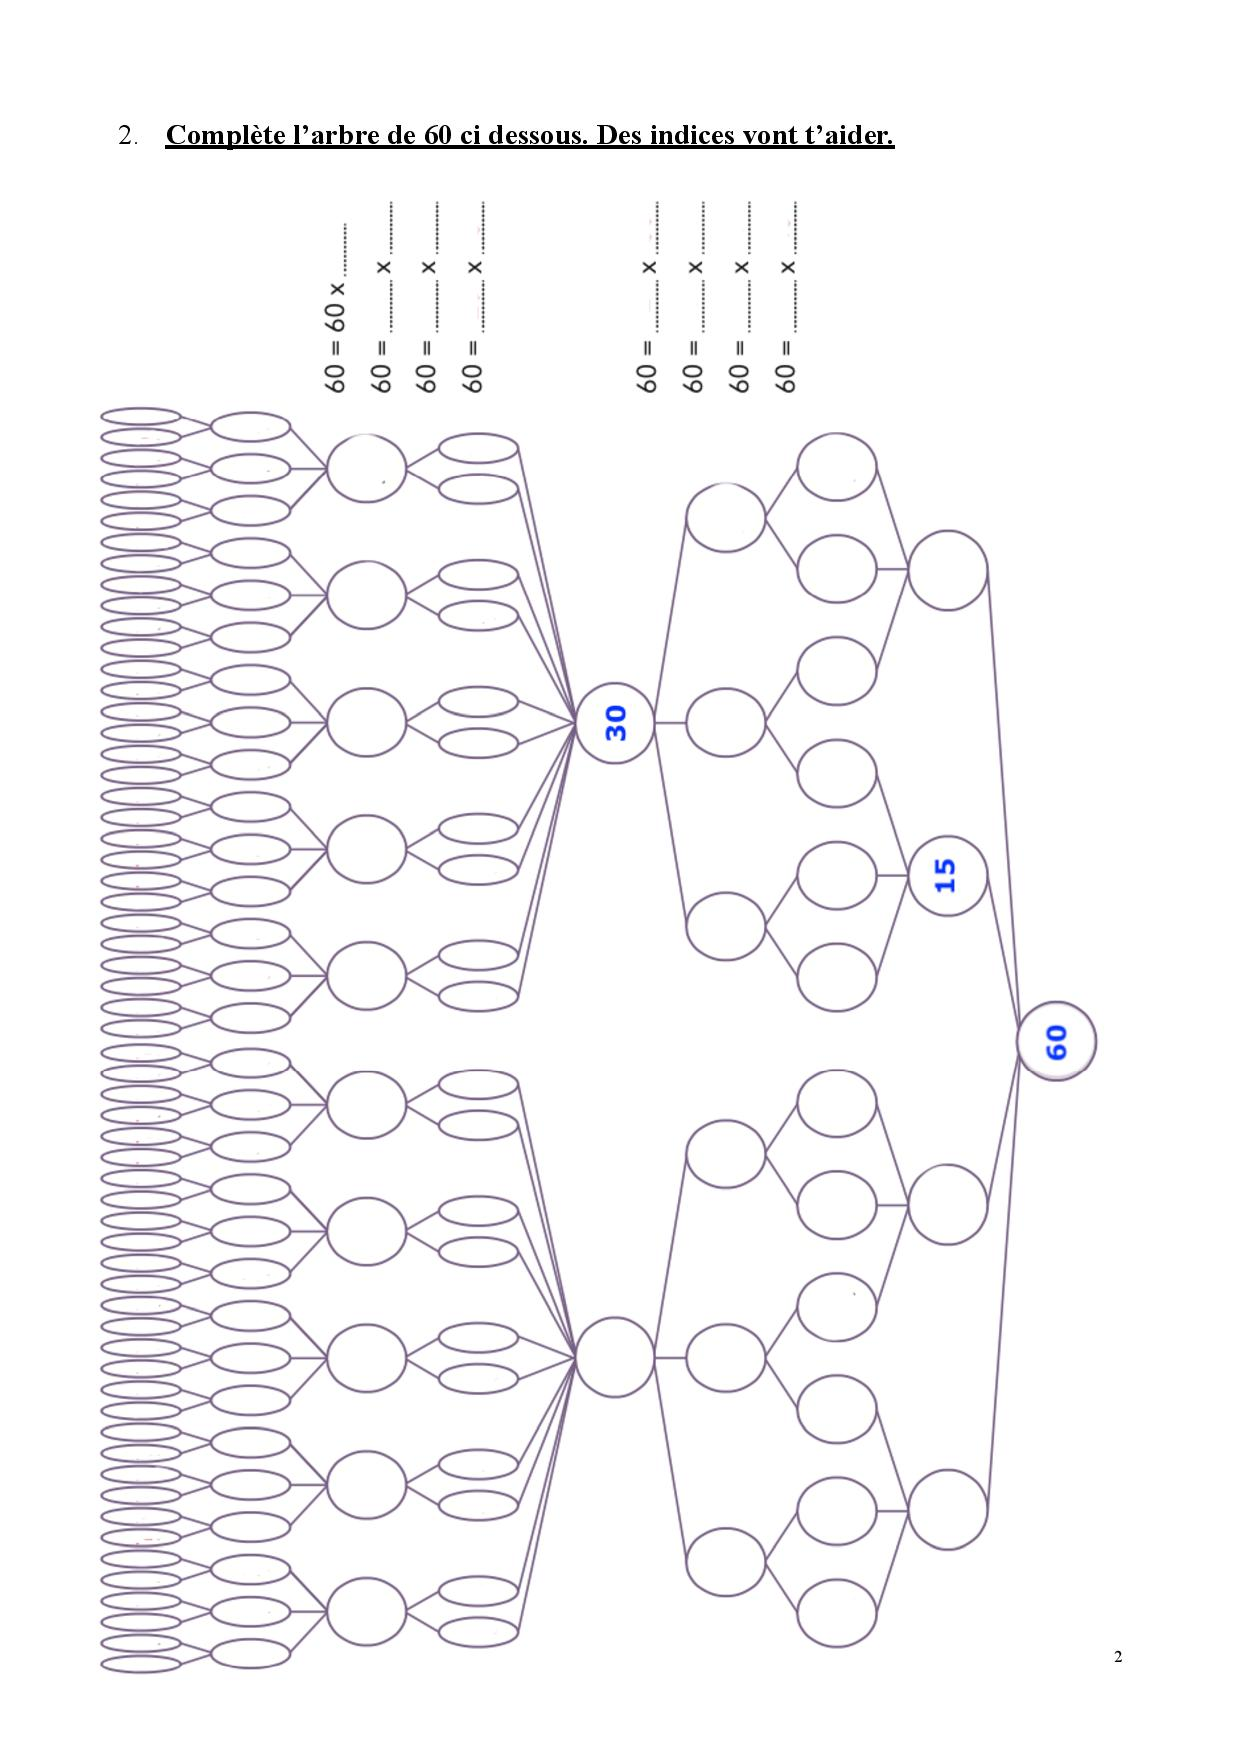 2. Complète l’arbre de 60 ci dessous. Des indices vont t’aider.
60 = 60 x ............
60 = ............ x ............
60 = ............ x ............
60 = ............ x ............
60 = ............ x ............
60 = ............ x ............
60 = ............ x ............
60 = ............ x ............
30
15
60
2